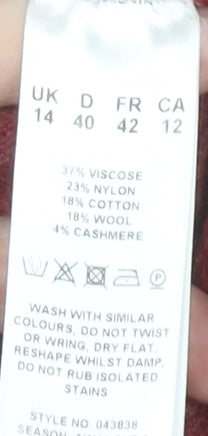 UK D FR CA
14 40 42 12
37% VISCOSE
23% NYLON
18% COTTON
18% WOOL
4% CASHMERE
P
WASH WITH SIMILAR
COLOURS, DO NOT TWIST
OR WRING, DRY FLAT,
RESHAPE WHILST DAMP,
DO NOT RUB ISOLATED
STAINS
STYLE NO. 043838